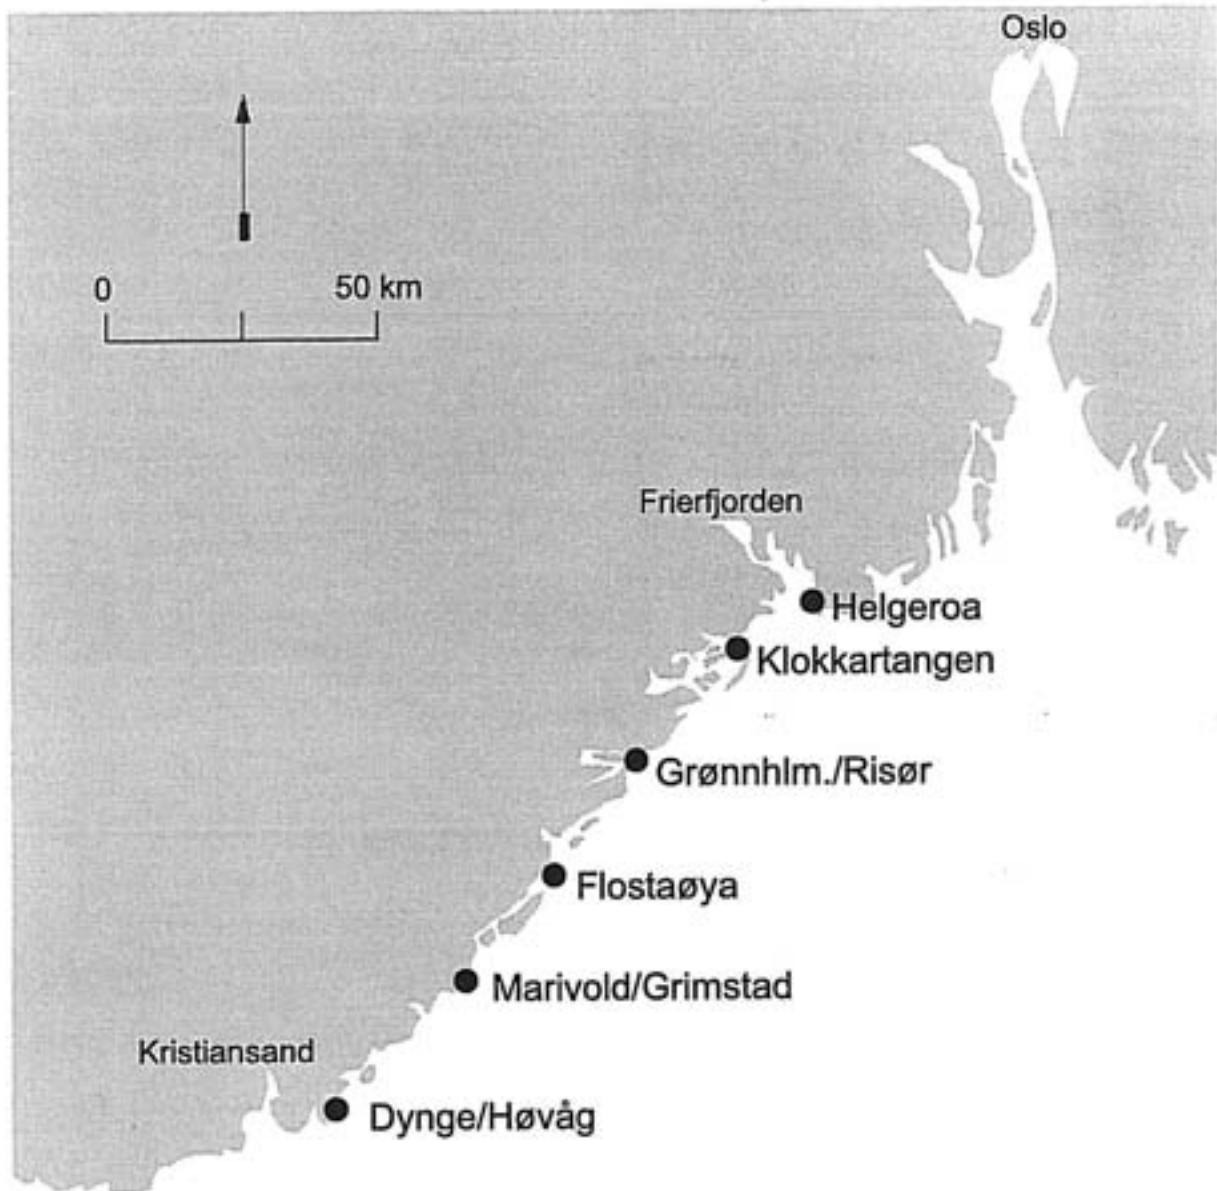 Oslo
0 50 km
Frierfjorden
Helgeroa
Klokkartangen
Grønnhlm./Risør
Flostaøya
Marivold/Grimstad
Kristiansand
Dynge/Høvåg